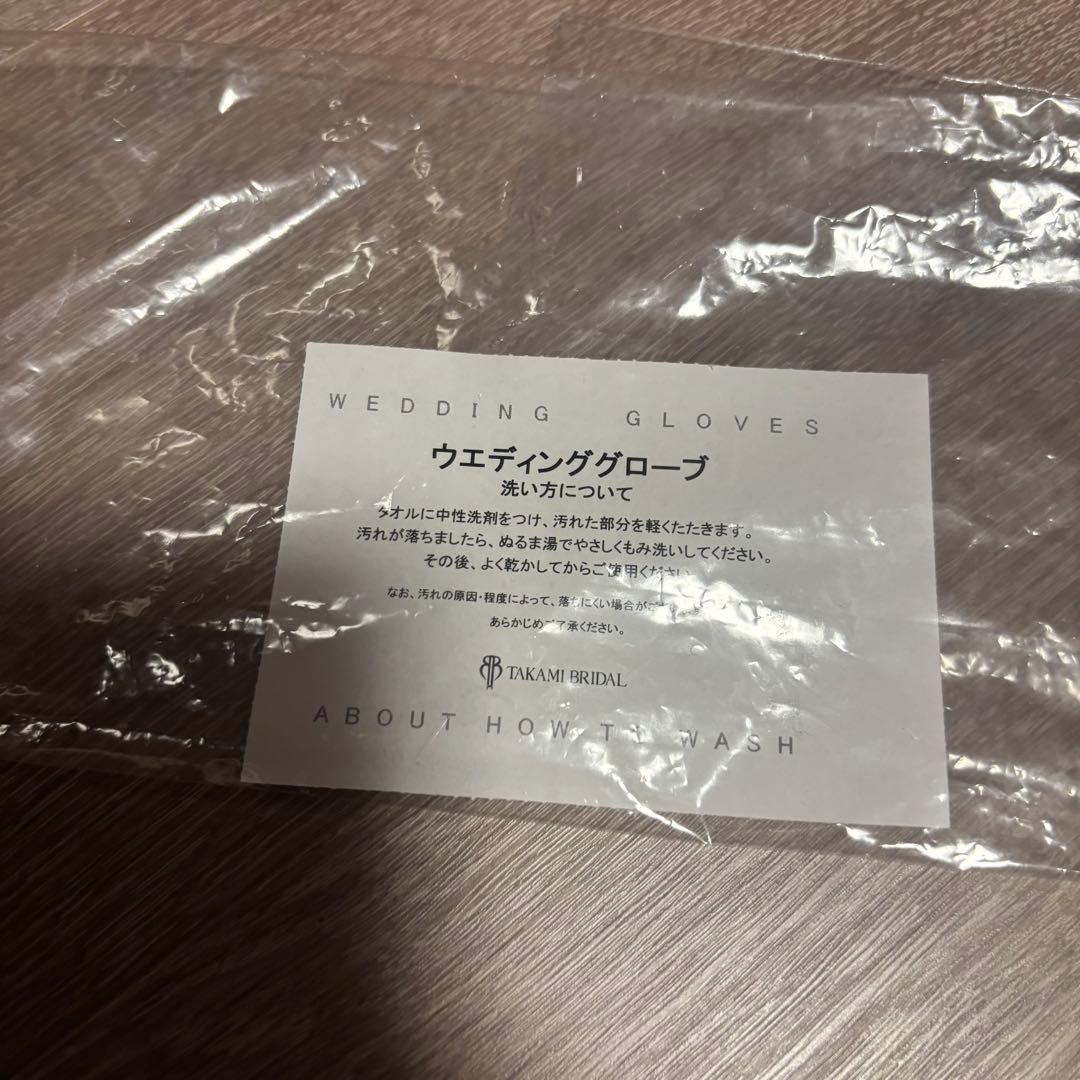 WEDDING GLOVES
ウエディンググローブ
洗い方について
タオルに中性洗剤をつけ、汚れた部分を軽くたたきます。
汚れが落ちましたら、ぬるま湯でやさしくもみ洗いしてください。
その後、よく乾かしてからご使用ください
なお、汚れの原因・程度によって、落ちにくい場合がご
あらかじめご了承ください。
TAKAMI BRIDAL
ABOUT HOW WASH